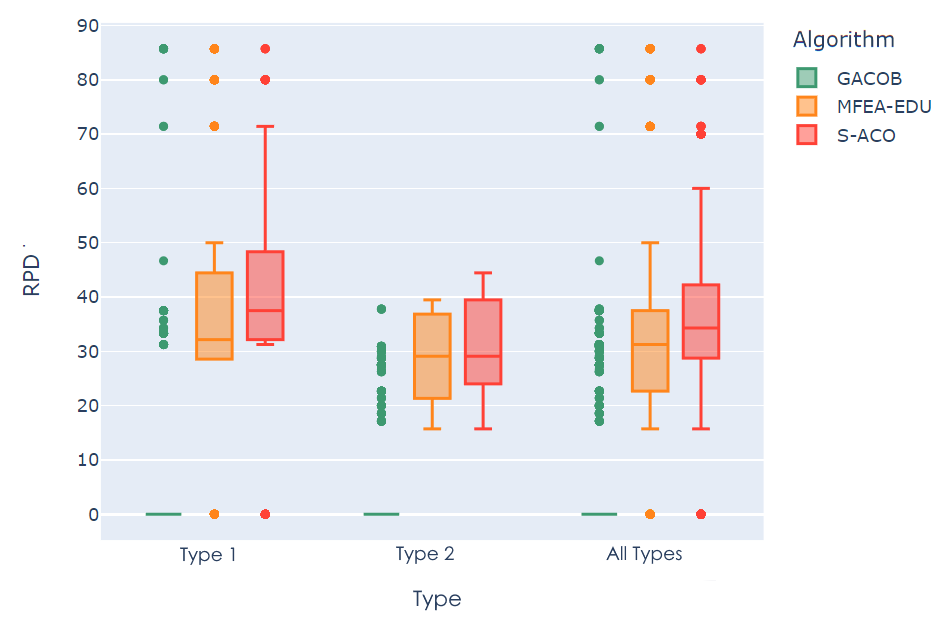 90
80
70
60
50
40
30
20
10
0
RPD
Type 1
Type 2
All Types
Type
Algorithm
GACOB
MFEA-EDU
S-ACO